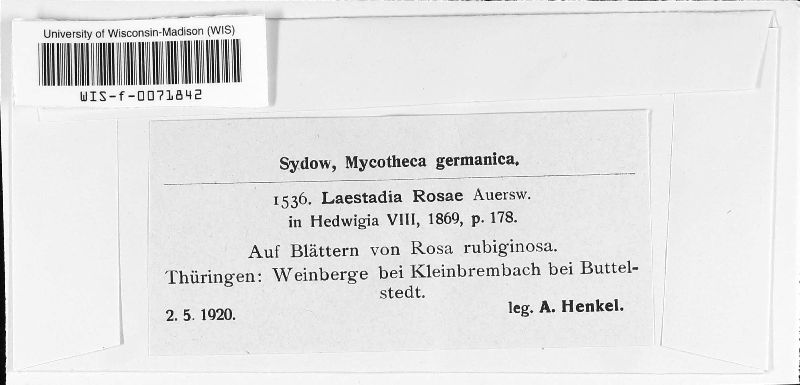 University of Wisconsin-Madison (WIS)
WIS-f-0071842
Sydow, Mycotheca germanica.
1536. Laestadia Rosae Auersw.
in Hedwigia VIII, 1869, p. 178.
Auf Blättern von Rosa rubiginosa.
Thüringen: Weinberge bei Kleinbrembach bei Buttel-
stedt.
2. 5. 1920.
leg. A. Henkel.